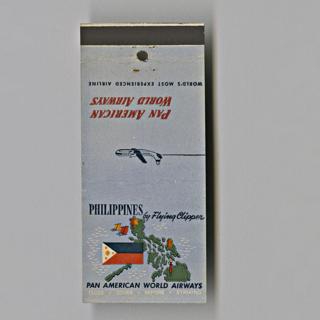 WORLD'S MOST EXPERIENCED AIRLINE
PAN AMERICAN
WORLD AIRWAYS
PHILIPPINES by Flying Clipper
PAN AMERICAN WORLD AIRWAYS